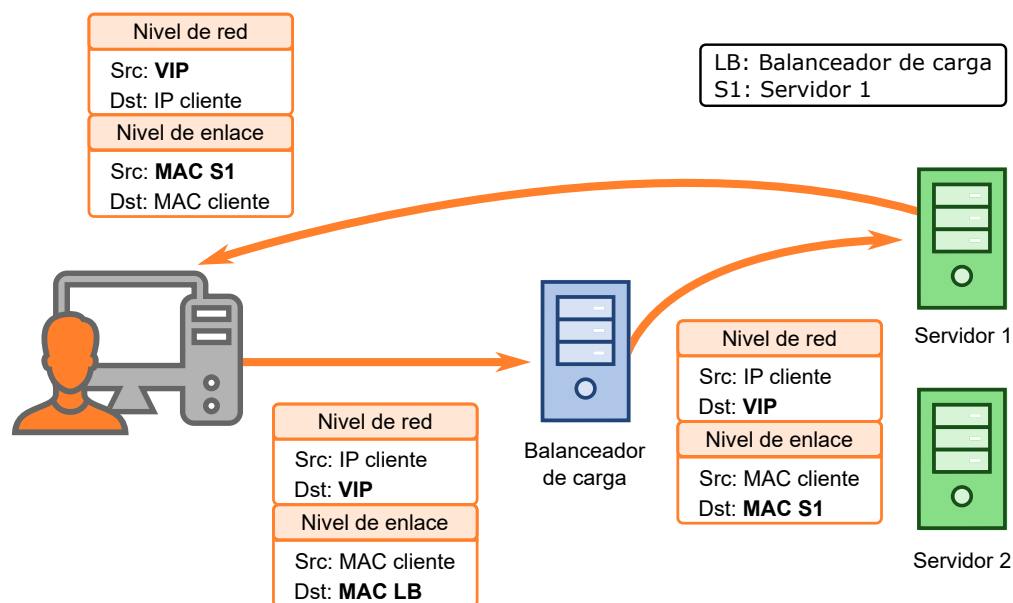 Nivel de red
Src: VIP
Dst: IP cliente
Nivel de enlace
Src: MAC S1
Dst: MAC cliente
LB: Balanceador de carga
S1: Servidor 1
Servidor 1
Nivel de red
Src: IP cliente
Dst: VIP
Nivel de enlace
Src: MAC cliente
Dst: MAC S1
Balanceador
de carga
Nivel de red
Src: IP cliente
Dst: VIP
Nivel de enlace
Src: MAC cliente
Dst: MAC LB
Servidor 2